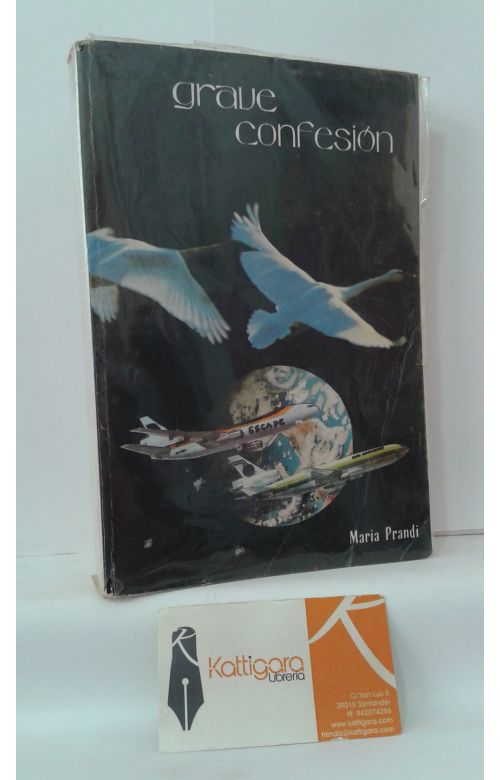 grave
confesión
ESCAPE
María Prandi
Kattigara
Librería
C/ San Luis 5
39010 Santander
tlf: 942074286
www.kattigara.com
tienda@kattigara.com